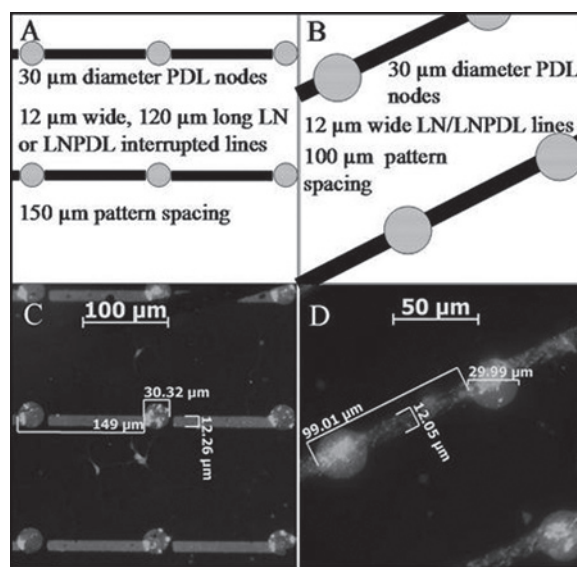 A
30 µm diameter PDL nodes
12 µm wide, 120 µm long LN
or LNPDL interrupted lines
150 µm pattern spacing
B
30 µm diameter PDL
nodes
12 µm wide LN/LNPDL lines
100 µm pattern
spacing
C
100 µm
30.32 µm
149 µm
12.26 µm
D
50 µm
29.99 µm
99.01 µm
12.05 µm